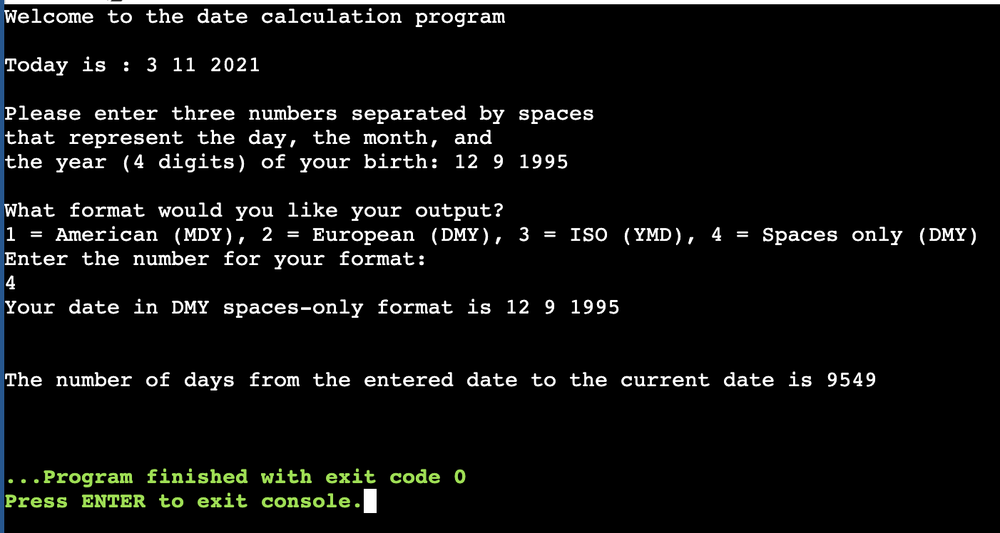 Welcome to the date calculation program
Today is : 3 11 2021
Please enter three numbers separated by spaces
that represent the day, the month, and
the year (4 digits) of your birth: 12 9 1995
What format would you like your output?
1 = American (MDY), 2 = European (DMY), 3 = ISO (YMD), 4 = Spaces only (DMY)
Enter the number for your format:
4
Your date in DMY spaces-only format is 12 9 1995
The number of days from the entered date to the current date is 9549
...Program finished with exit code 0
Press ENTER to exit console.